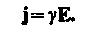 j = γE.